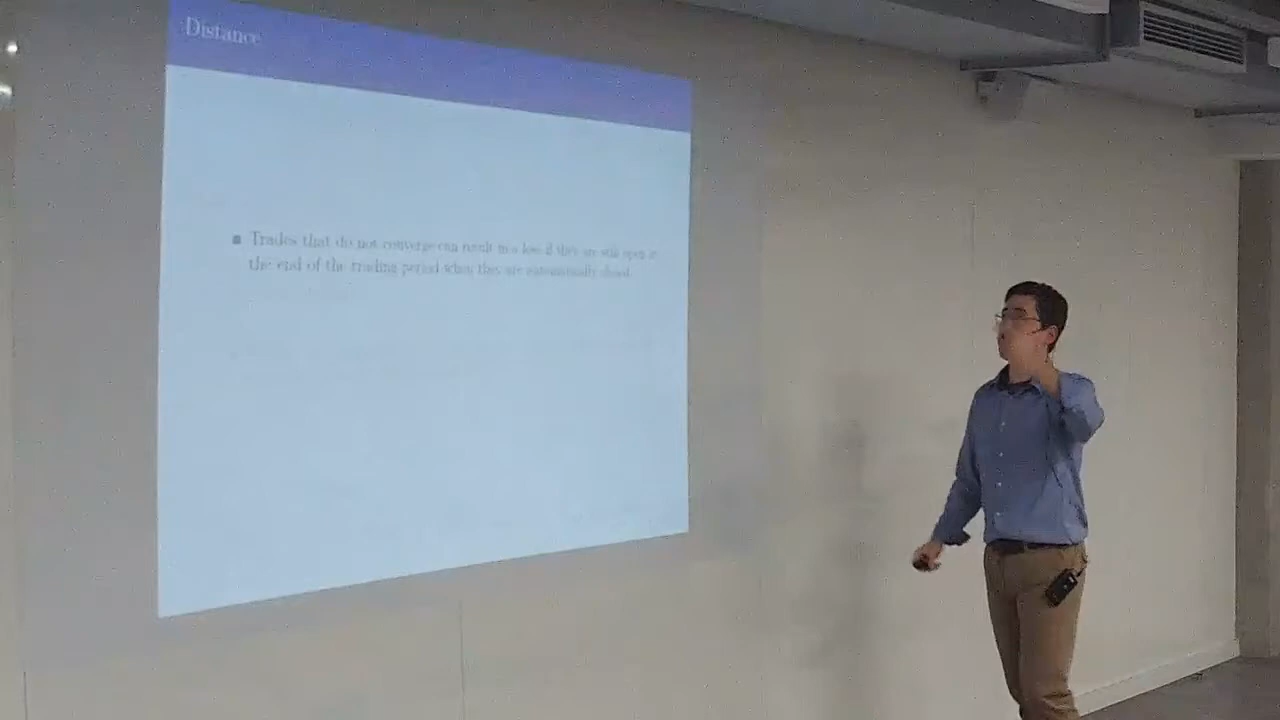 Distance
Trades that do not converge can result in a loss if they are still open at
the end of the trading period when they are automatically closed.